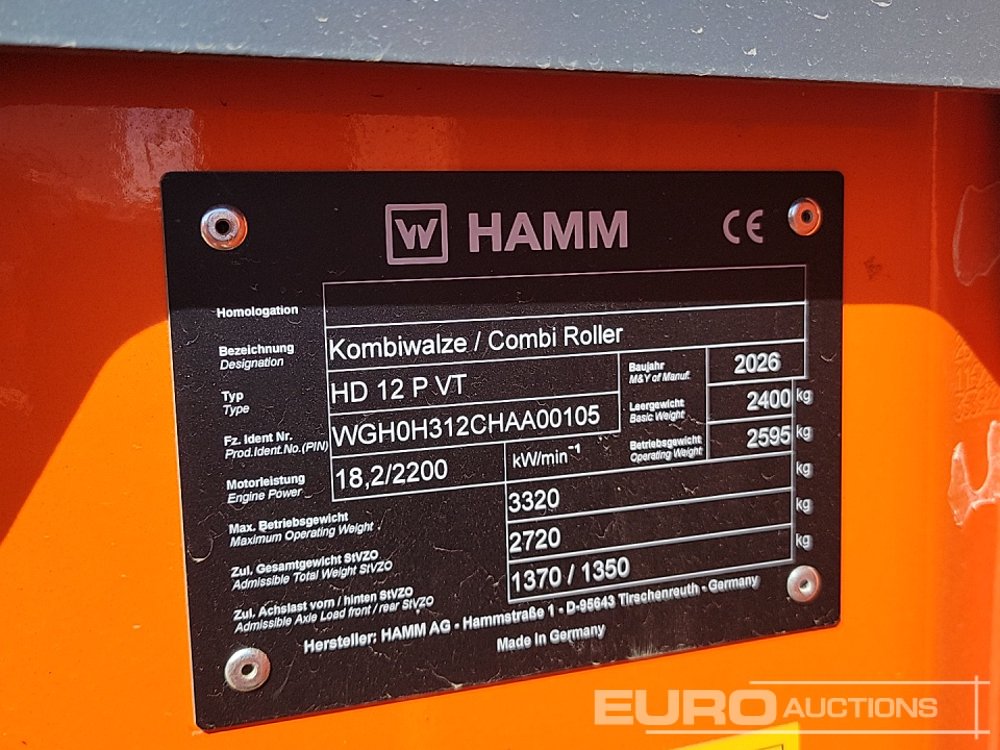 W HAMM CE
Homologation
Bezeichnung
Designation
Kombiwalze / Combi Roller
Typ
Type
HD 12 P VT
Baujahr
M&Y of Manuf.
2026
Fz. Ident Nr.
Prod.Ident.No.(PIN)
WGH0H312CHAA00105
Leergewicht
Basic Weight
2400 kg
Motorleistung
Engine Power
18,2/2200 kW/min⁻¹
Betriebsgewicht
Operating Weight
2595 kg
Max. Betriebsgewicht
Maximum Operating Weight
3320 kg
Zul. Gesamtgewicht StVZO
Admissible Total Weight StVZO
2720 kg
Zul. Achslast vorn / hinten StVZO
Admissible Axle Load front / rear StVZO
1370 / 1350 kg
Hersteller: HAMM AG - Hammstraße 1 - D-95643 Tirschenreuth - Germany
Made in Germany
EURO AUCTIONS